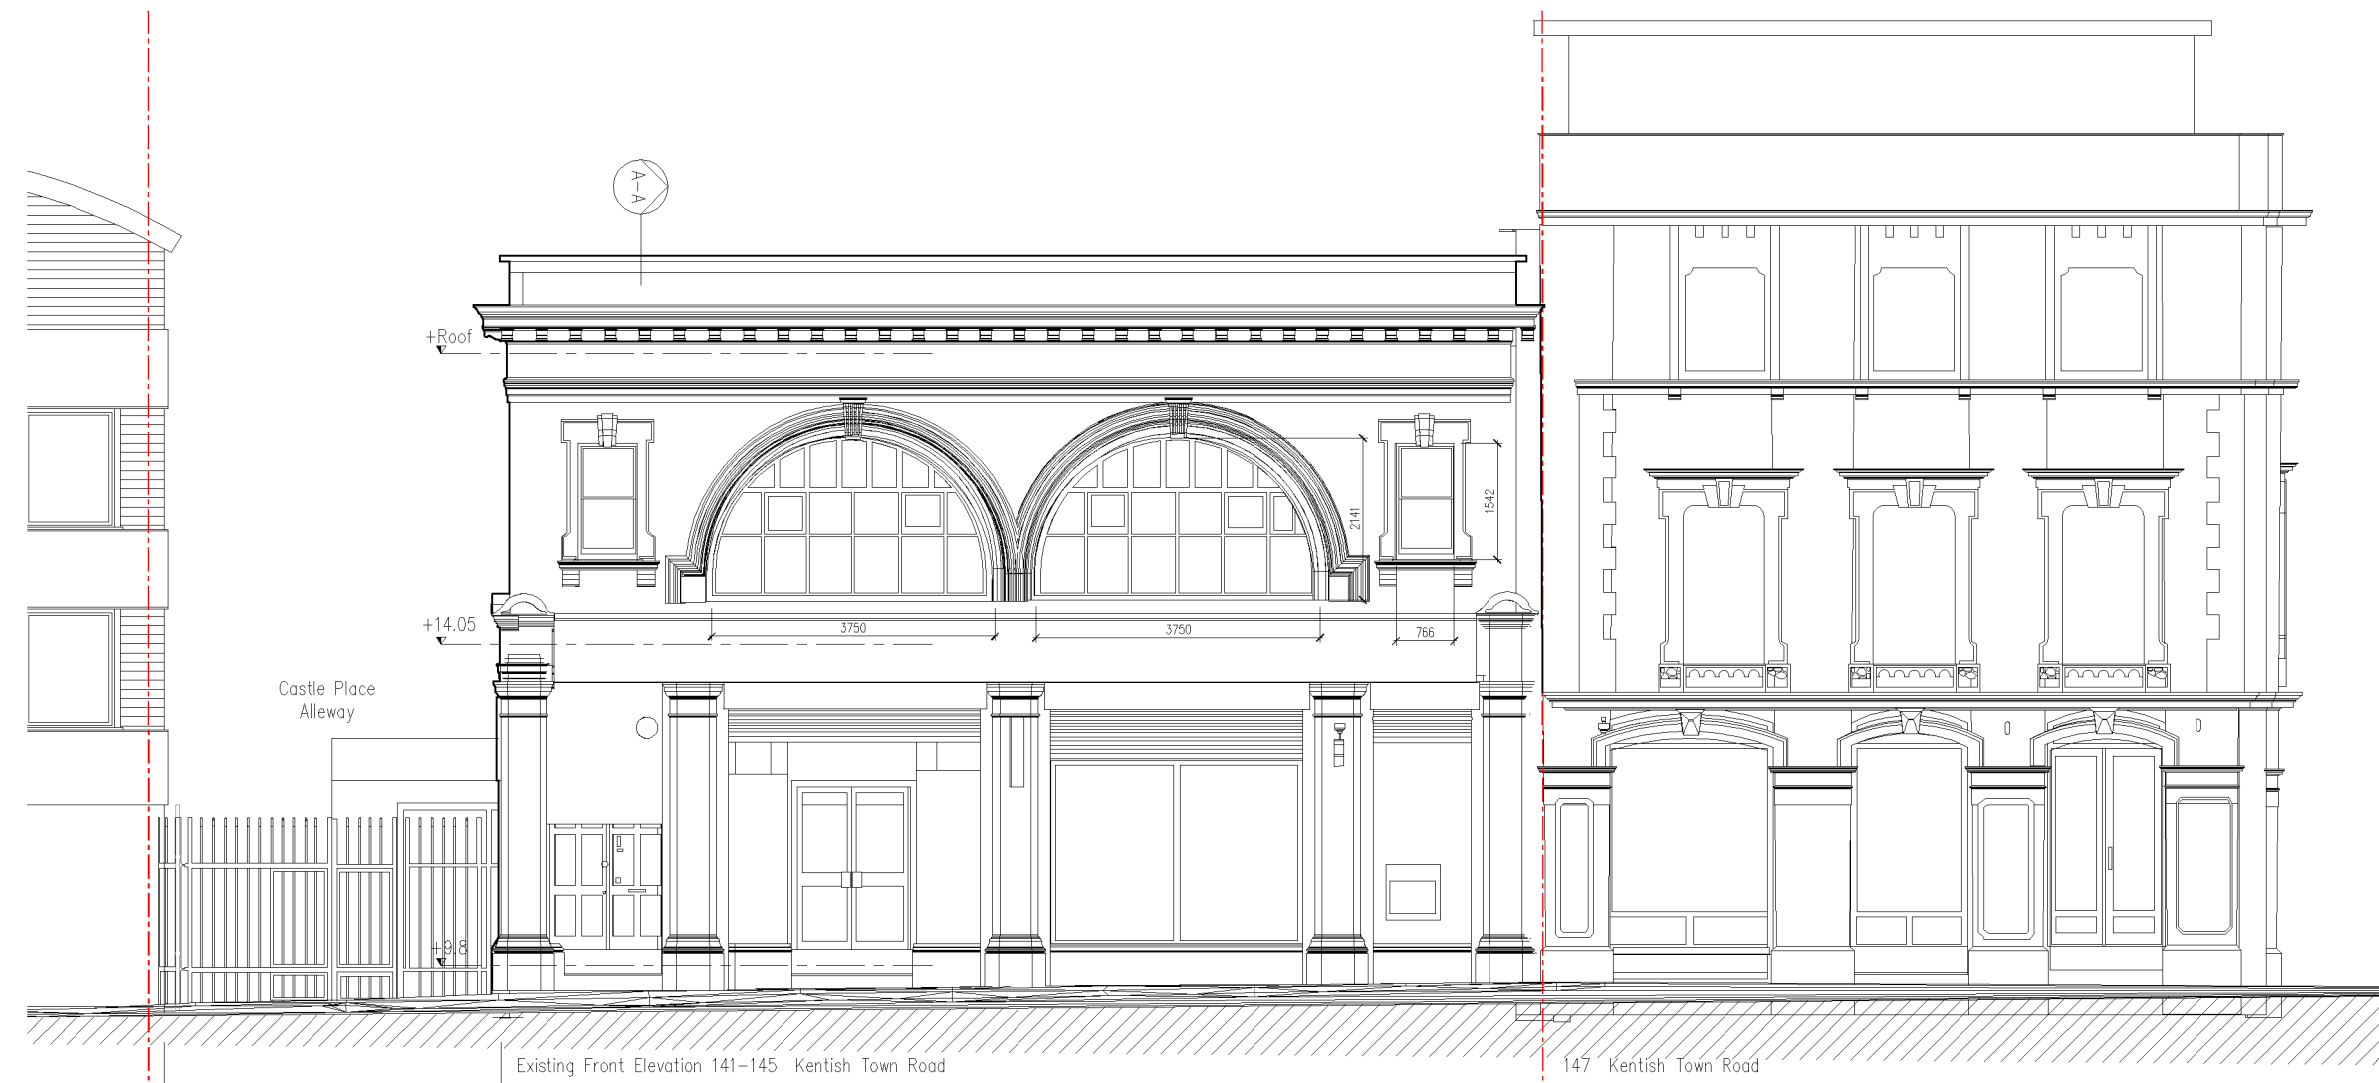 A-A
+Roof
2141
1542
+14.05
3750
3750
766
Castle Place
Alleway
+9.8
Existing Front Elevation 141-145 Kentish Town Road
147 Kentish Town Road